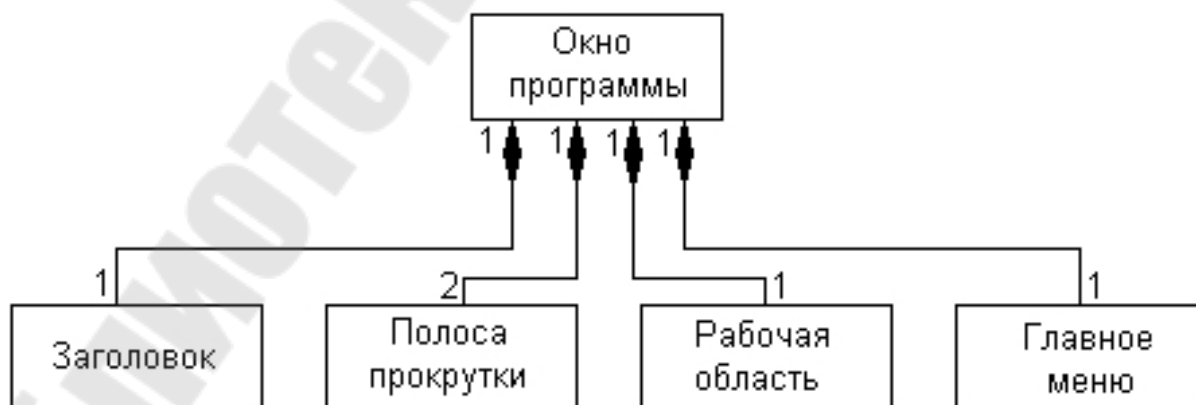 Окно
программы
1 1 1 1
1 2 1 1
Заголовок
Полоса
прокрутки
Рабочая
область
Главное
меню